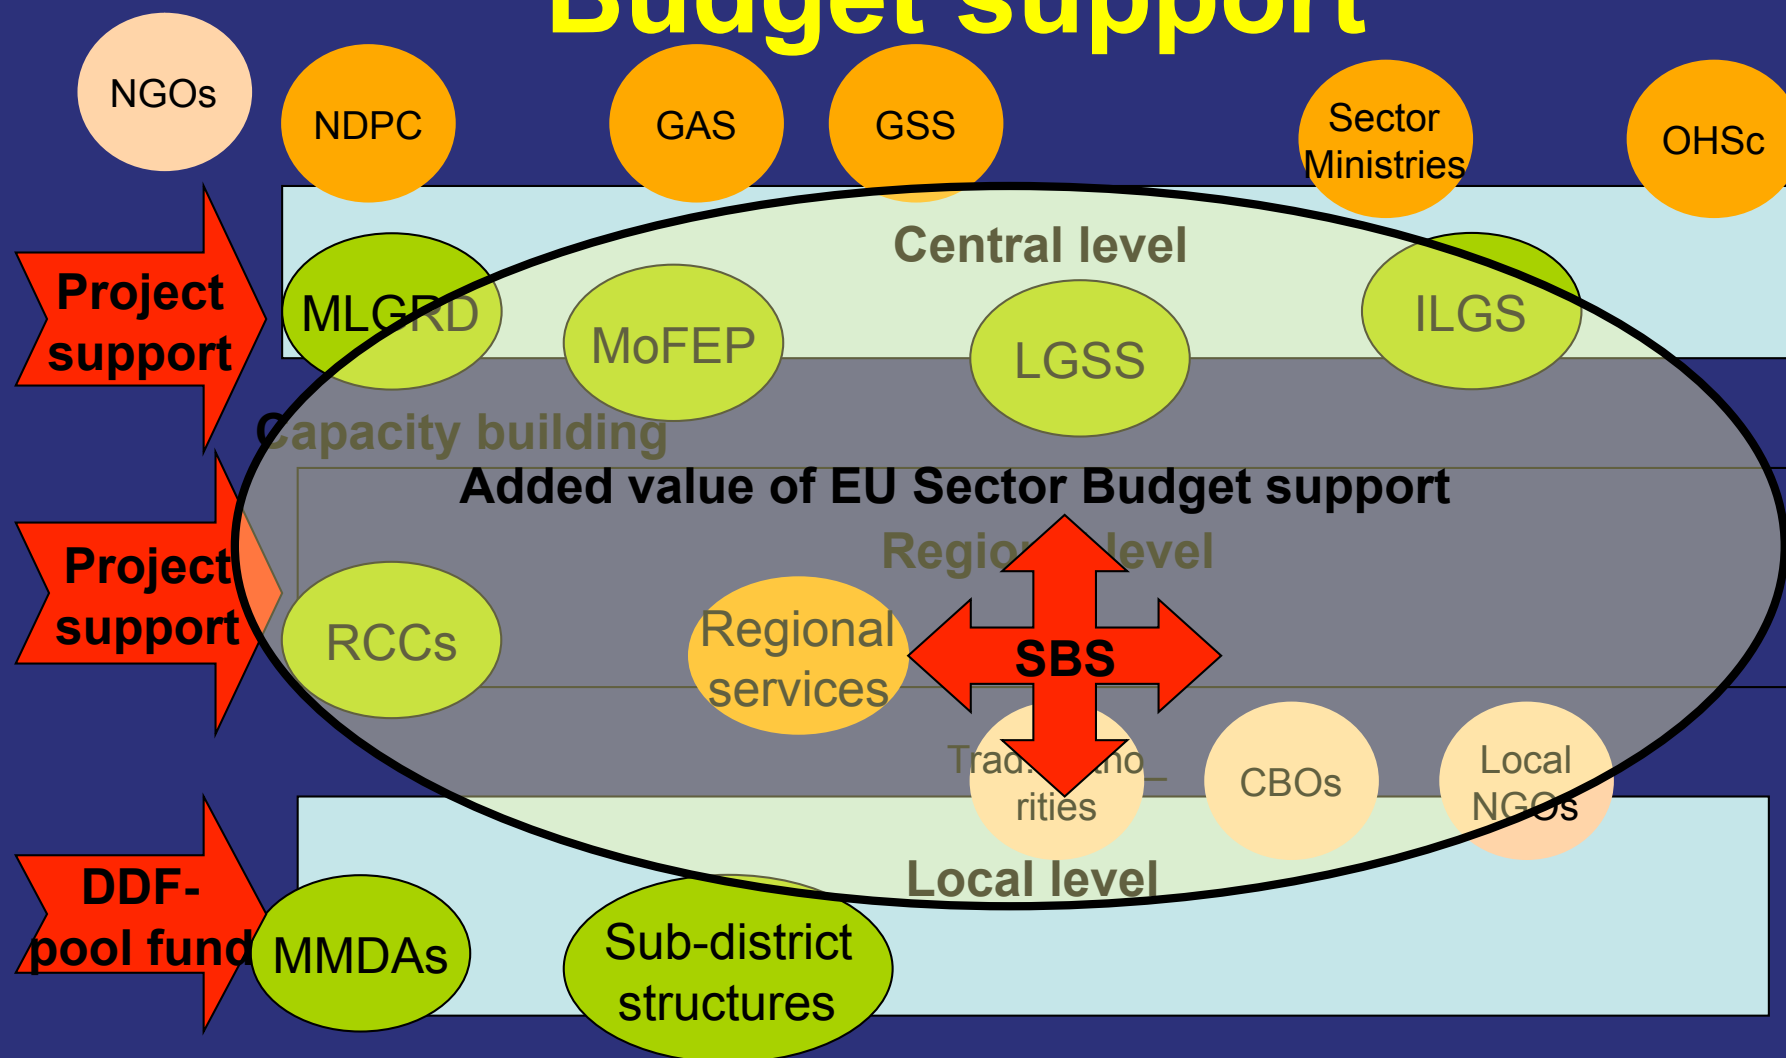 Budget support
NGOs
NDPC
GAS
GSS
Sector
Ministries
OHSc
Central level
Project
support
MLGRD
MoFEP
LGSS
ILGS
Capacity building
Added value of EU Sector Budget support
level
Project
support
RCCs
Regional
services
SBS
Trad.
rities
CBOs
Local
NGOs
Local level
DDF-
pool fund
MMDAs
Sub-district
structures